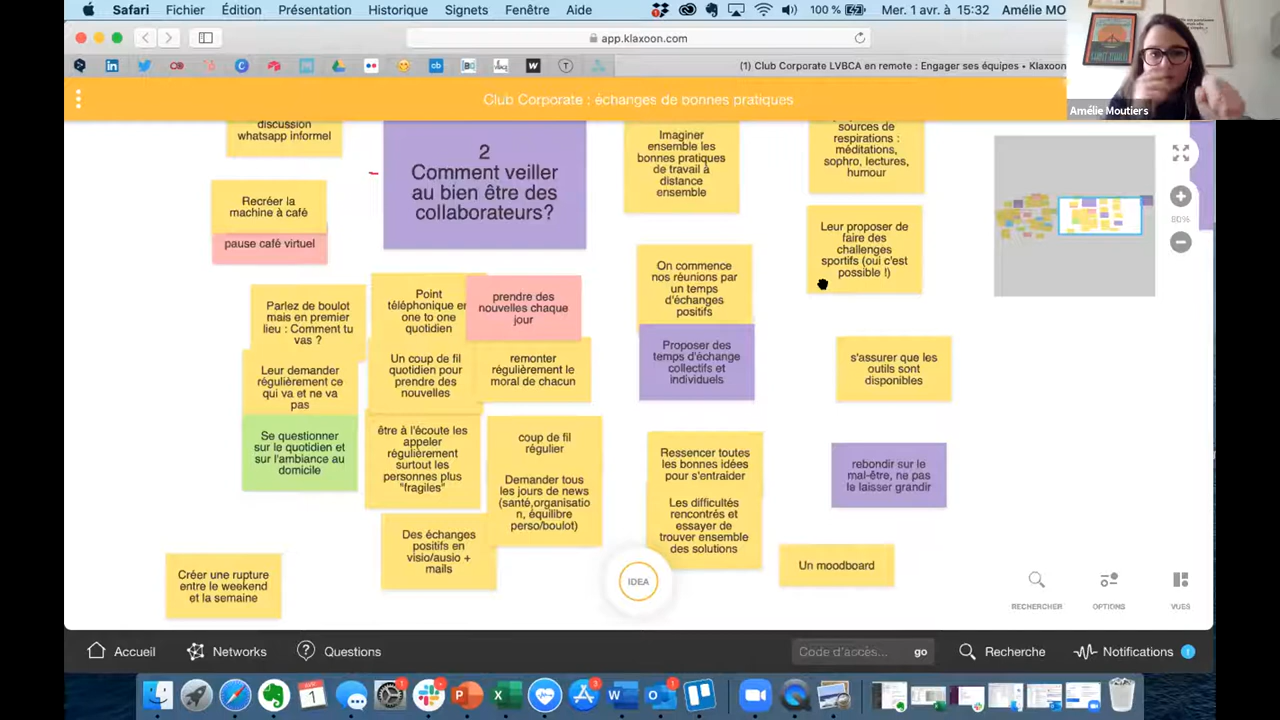 Safari Fichier Édition Présentation Historique Signets Fenêtre Aide 100 % Mer. 1 avr. à 15:32 Amélie MO
app.klaxoon.com
(1) Club Corporate LVBCA en remote : Engager ses équipes • Klaxoon
Club Corporate : échanges de bonnes pratiques
Amélie Moutiers
discussion
whatsapp informel
Recréer la
machine à café
pause café virtuel
2
Comment veiller
au bien être des
collaborateurs?
Imaginer
ensemble les
bonnes pratiques
de travail à
distance
ensemble
sources de
respirations :
méditations,
sophro, lectures,
humour
80%
Leur proposer de
faire des
challenges
sportifs (oui c'est
possible !)
On commence
nos réunions par
un temps
d'échanges
positifs
Proposer des
temps d'échange
collectifs et
individuels
Parlez de boulot
mais en premier
lieu : Comment tu
vas ?
Leur demander
régulièrement ce
qui va et ne va
pas
Se questionner
sur le quotidien et
sur l'ambiance au
domicile
Point
téléphonique en
one to one
quotidien
prendre des
nouvelles chaque
jour
Un coup de fil
quotidien pour
prendre des
nouvelles
remonter
régulièrement le
moral de chacun
être à l'écoute les
appeler
régulièrement
surtout les
personnes plus
"fragiles"
coup de fil
régulier
Demander tous
les jours de news
(santé,organisatio
n, équilibre
perso/boulot)
Des échanges
positifs en
visio/ausio +
mails
s'assurer que les
outils sont
disponibles
Ressencer toutes
les bonnes idées
pour s'entraider
Les difficultés
rencontrés et
essayer de
trouver ensemble
des solutions
rebondir sur le
mal-être, ne pas
le laisser grandir
Un moodboard
Créer une rupture
entre le weekend
et la semaine
IDEA
RECHERCHER OPTIONS VUES
Accueil Networks Questions Code d'accès... go Recherche Notifications